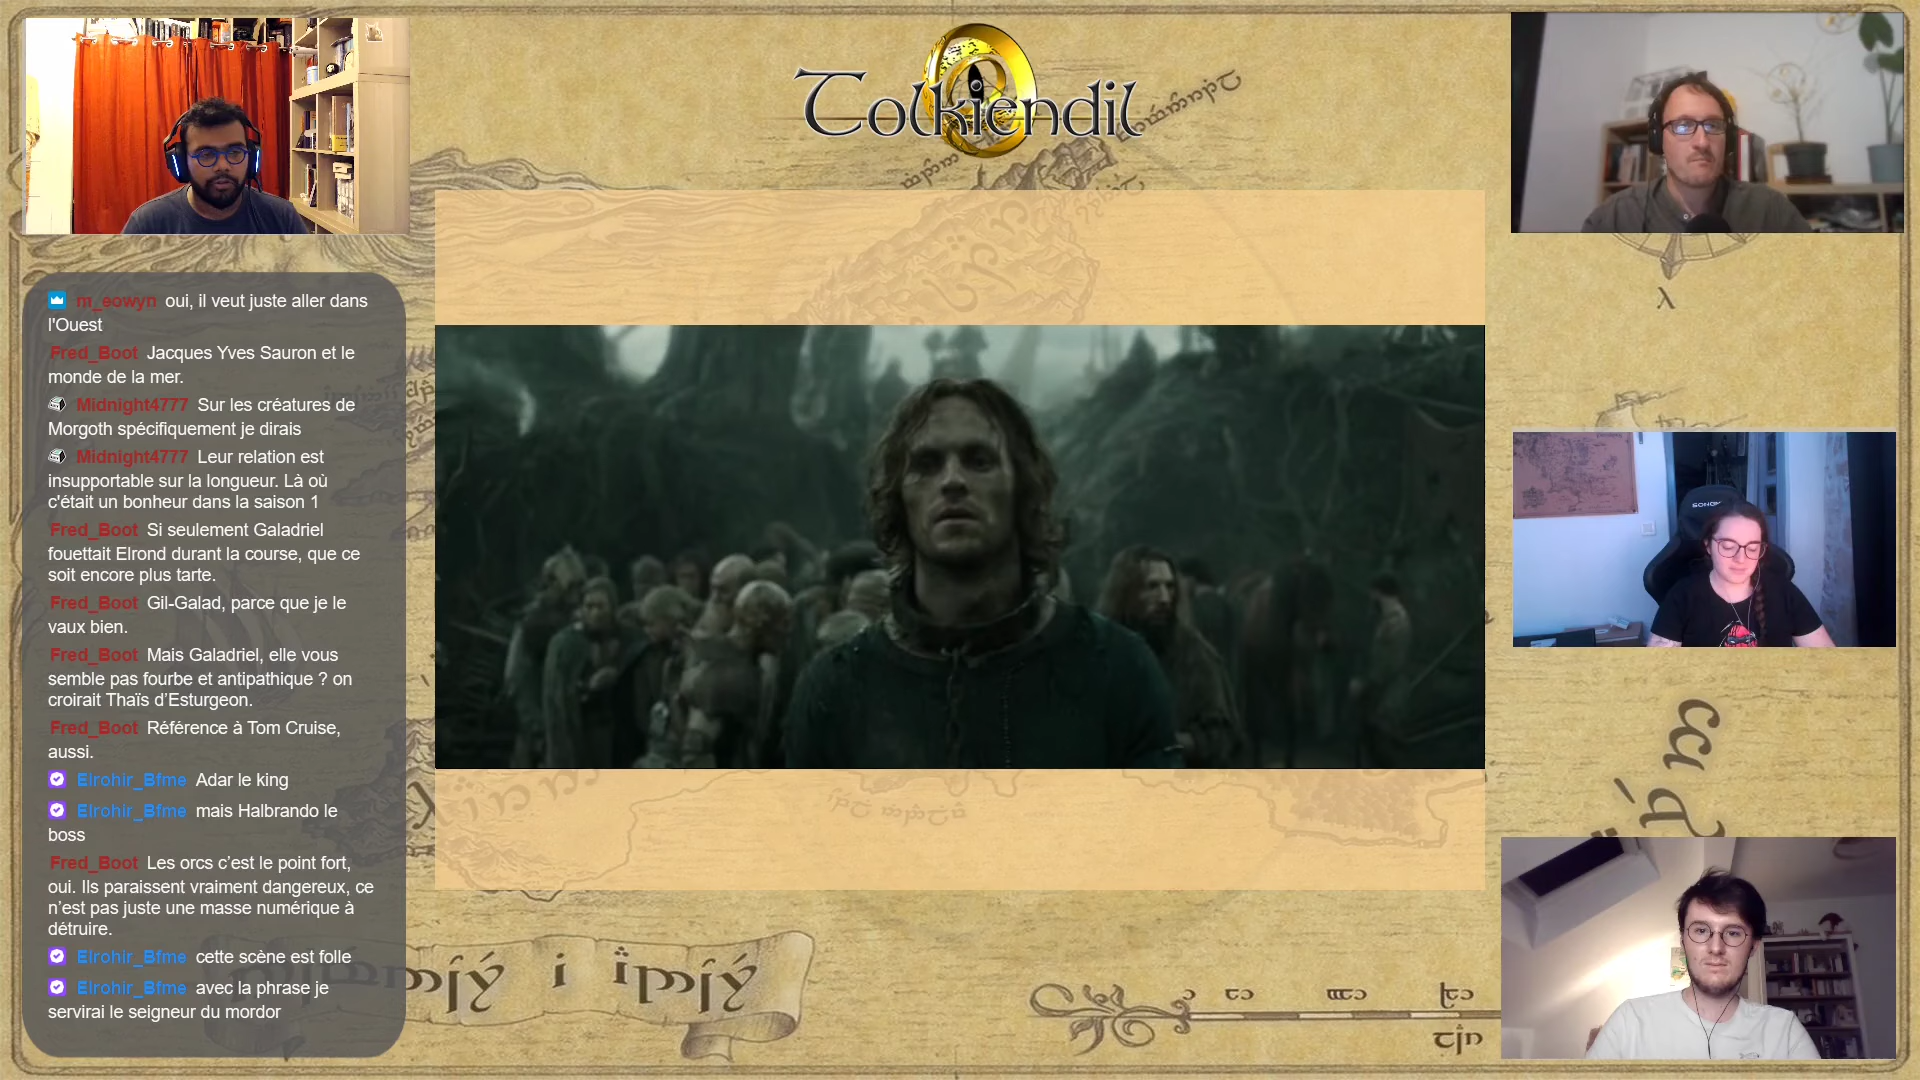 Tolkiendil
m_eowyn oui, il veut juste aller dans
l'Ouest
Fred_Boot Jacques Yves Sauron et le
monde de la mer.
Midnight4777 Sur les créatures de
Morgoth spécifiquement je dirais
Midnight4777 Leur relation est
insupportable sur la longueur. Là où
c'était un bonheur dans la saison 1
Fred_Boot Si seulement Galadriel
fouettait Elrond durant la course, que ce
soit encore plus tarte.
Fred_Boot Gil-Galad, parce que je le
vaux bien.
Fred_Boot Mais Galadriel, elle vous
semble pas fourbe et antipathique ? on
croirait Thaïs d’Esturgeon.
Fred_Boot Référence à Tom Cruise,
aussi.
Elrohir_Bfme Adar le king
Elrohir_Bfme mais Halbrando le
boss
Fred_Boot Les orcs c’est le point fort,
oui. Ils paraissent vraiment dangereux, ce
n’est pas juste une masse numérique à
détruire.
Elrohir_Bfme cette scène est folle
Elrohir_Bfme avec la phrase je
servirai le seigneur du mordor